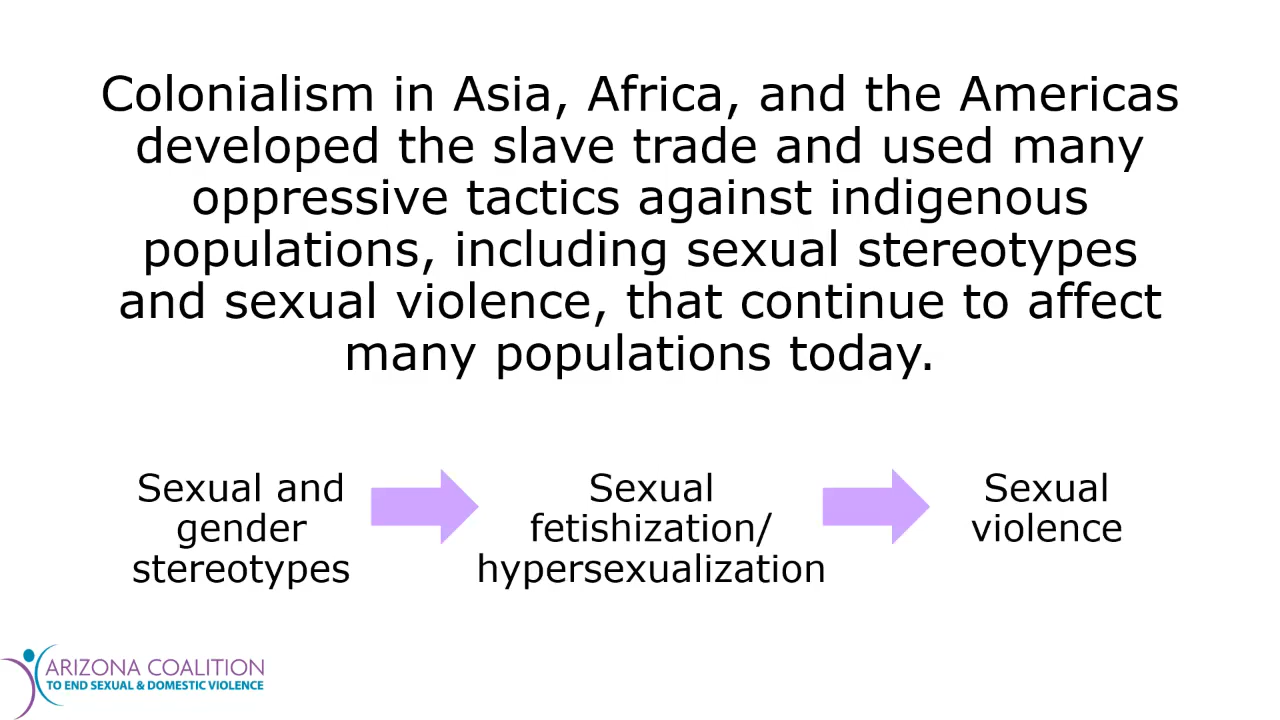 Colonialism in Asia, Africa, and the Americas
developed the slave trade and used many
oppressive tactics against indigenous
populations, including sexual stereotypes
and sexual violence, that continue to affect
many populations today.
Sexual and
gender
stereotypes
Sexual
fetishization/
hypersexualization
Sexual
violence
ARIZONA COALITION
TO END SEXUAL & DOMESTIC VIOLENCE